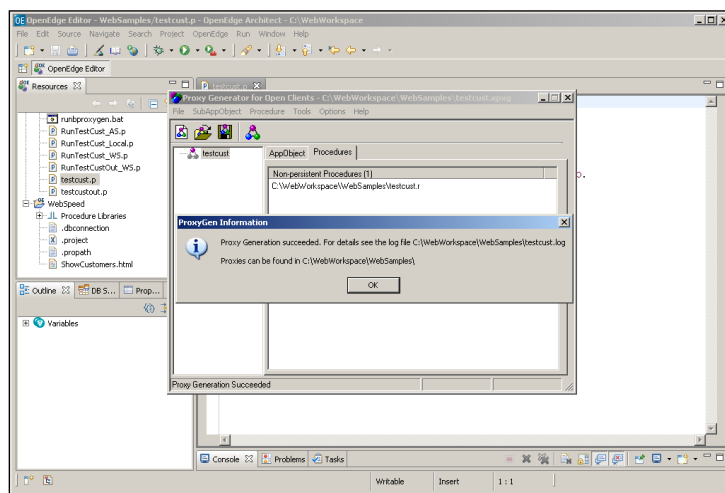 OpenEdge Editor - WebSamples/testcust.p - OpenEdge Architect - C:\WebWorkspace
File Edit Source Navigate Search Project OpenEdge Run Window Help
OpenEdge Editor
Resources
runbproxygen.bat
RunTestCust_AS.p
RunTestCust_Local.p
RunTestCust_WS.p
RunTestCustOut_WS.p
testcust.p
testcustout.p
WebSpeed
Procedure Libraries
.dbconnection
.project
.propath
ShowCustomers.html
Outline
DB S...
Prop...
Variables
testcust.p
Proxy Generator for Open Clients - C:\WebWorkspace\WebSamples\testcust.xpxg
File SubAppObject Procedure Tools Options Help
testcust
AppObject Procedures
Non-persistent Procedures (1)
C:\WebWorkspace\WebSamples\testcust.r
ProxyGen Information
Proxy Generation succeeded. For details see the log file C:\WebWorkspace\WebSamples\testcust.log
Proxies can be found in C:\WebWorkspace\WebSamples\
OK
Proxy Generation Succeeded
Console Problems Tasks
Writable Insert 1 : 1